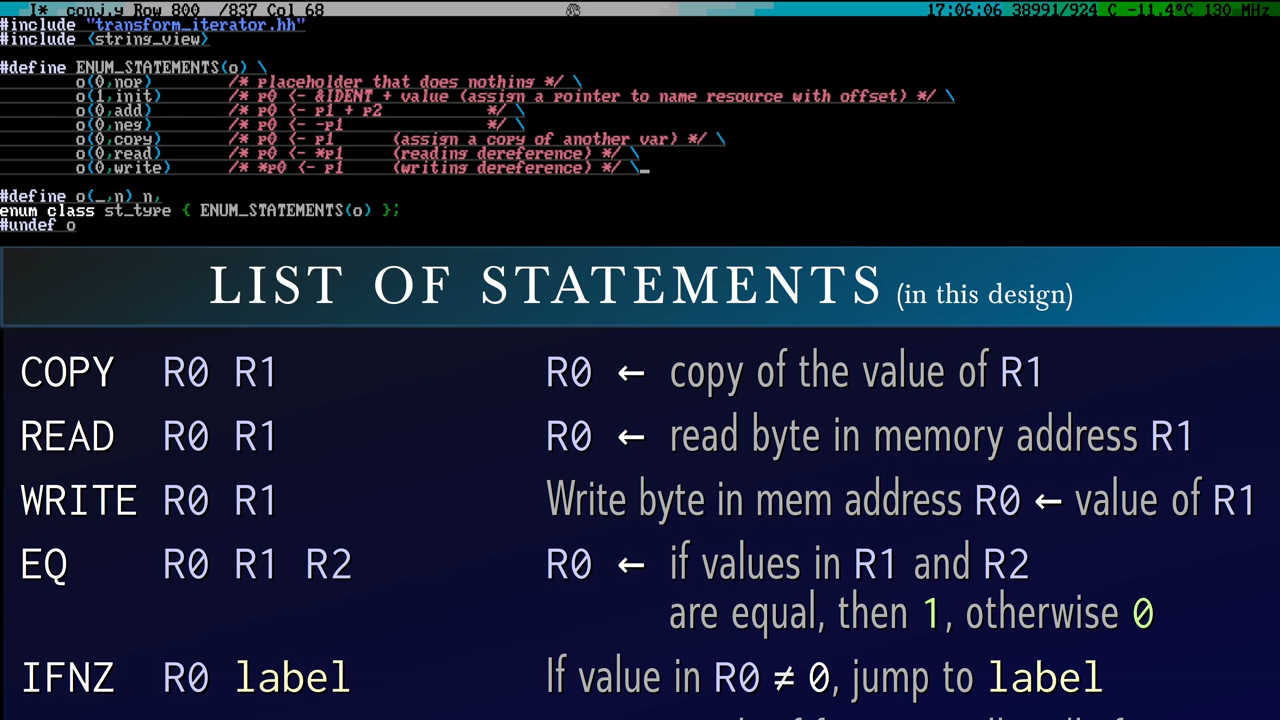 I* conj.y Row 800 /837 Col 68 17:06:06 38991/924 C -11.4ºC 130 MHz
#include "transform_iterator.hh"
#include <string_view>
#define ENUM_STATEMENTS(o) \
o(0,nop) /* placeholder that does nothing */ \
o(1,init) /* p0 <- &IDENT + value (assign a pointer to name resource with offset) */ \
o(0,add) /* p0 <- p1 + p2 */ \
o(0,neg) /* p0 <- -p1 */ \
o(0,copy) /* p0 <- p1 (assign a copy of another var) */ \
o(0,read) /* p0 <- *p1 (reading dereference) */ \
o(0,write) /* *p0 <- p1 (writing dereference) */ \
#define o(_,n) n,
enum class st_type { ENUM_STATEMENTS(o) };
#undef o
LIST OF STATEMENTS (in this design)
COPY R0 R1 R0 ← copy of the value of R1
READ R0 R1 R0 ← read byte in memory address R1
WRITE R0 R1 Write byte in mem address R0 ← value of R1
EQ R0 R1 R2 R0 ← if values in R1 and R2
are equal, then 1, otherwise 0
IFNZ R0 label If value in R0 ≠ 0, jump to label